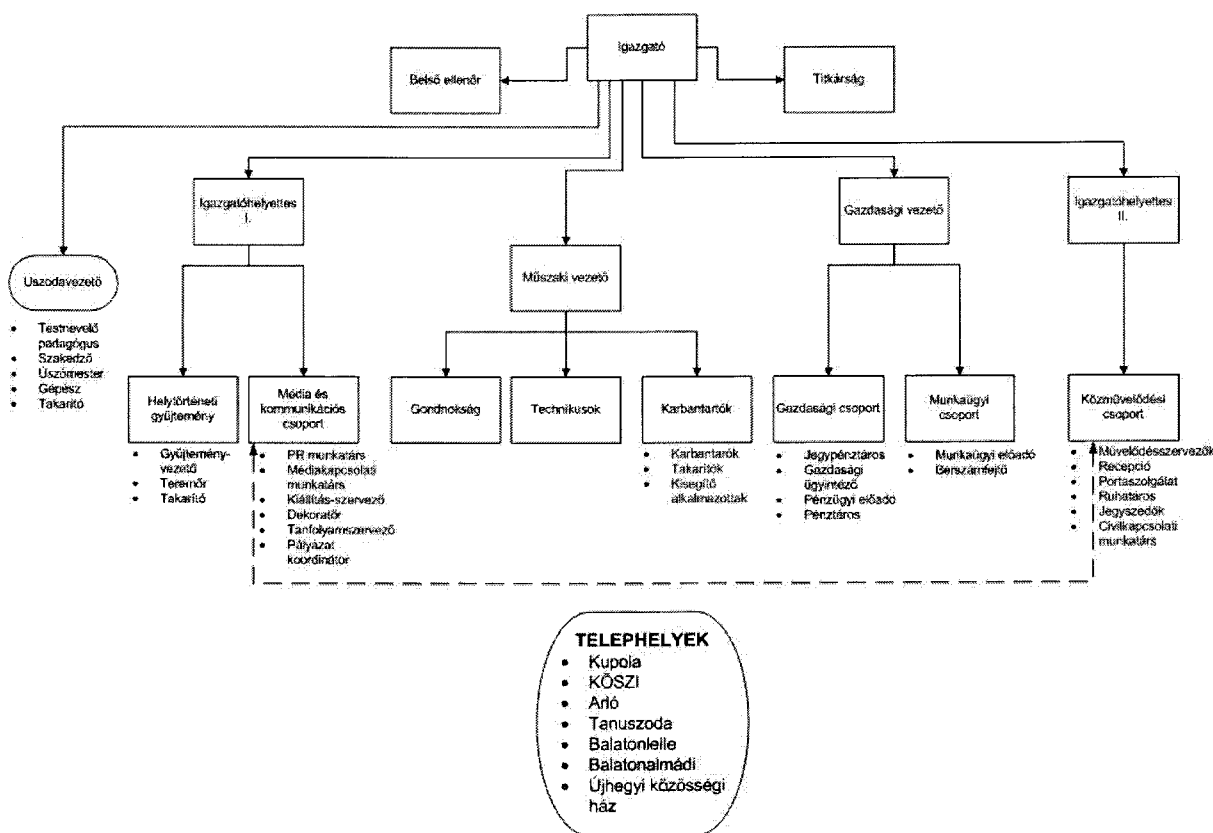 Igazgató
Belső ellenőr
Titkárság
Igazgatóhelyettes
I.
Gazdasági vezető
Igazgatóhelyettes
II.
Uszodavezető
Műszaki vezető
• Testnevelő
pedagógus
• Szakedző
• Úszómester
• Gépész
• Takarító
Helytörténeti
gyűjtemény
Média és
kommunikációs
csoport
Gondnokság
Technikusok
Karbantartók
Gazdasági csoport
Munkaügyi
csoport
Közművelődési
csoport
• Gyűjtemény-
vezető
• Teremőr
• Takarító
• PR munkatárs
• Médiakapcsolati
munkatárs
• Kiállítás-szervező
• Dekoratőr
• Tanfolyamszervező
• Pályázat
koordinátor
• Karbantarók
• Takarítók
• Kisegítő
alkalmazottak
• Jegypénztáros
• Gazdasági
ügyintéző
• Pénzügyi előadó
• Pénztáros
• Munkaügyi előadó
• Bérszámfejtő
• Művelődésszervezők
• Recepció
• Portaszolgálat
• Ruhatáros
• Jegyszedők
• Civilkapcsolati
munkatárs
TELEPHELYEK
• Kupola
• KÖSZI
• Arló
• Tanuszoda
• Balatonlelle
• Balatonalmádi
• Újhegyi közösségi
ház